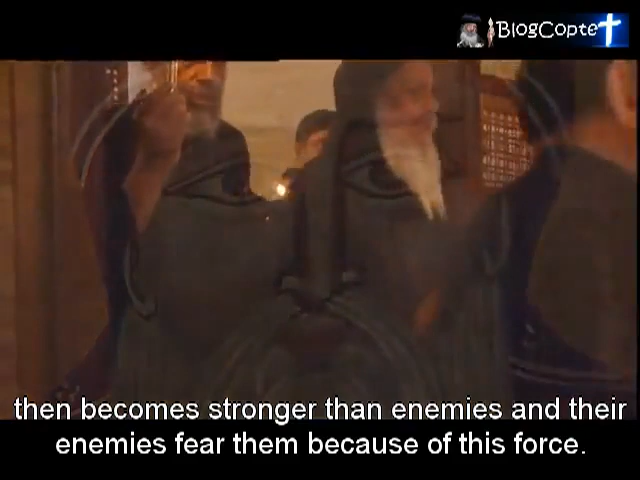 BlogCopte
then becomes stronger than enemies and their
enemies fear them because of this force.